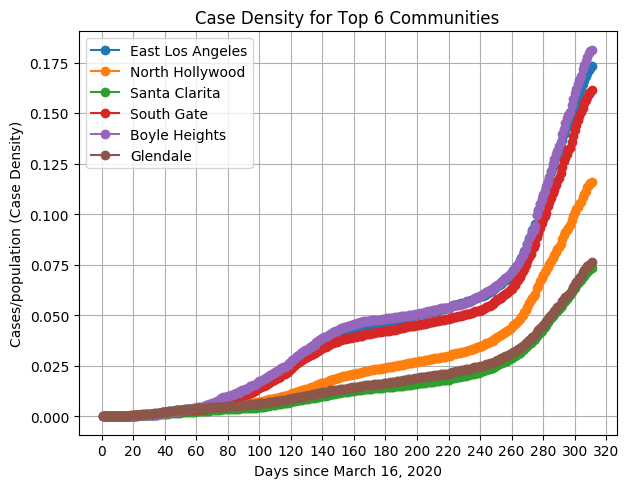 Case Density for Top 6 Communities
East Los Angeles
North Hollywood
Santa Clarita
South Gate
Boyle Heights
Glendale
Cases/population (Case Density)
0.175
0.150
0.125
0.100
0.075
0.050
0.025
0.000
0 20 40 60 80 100 120 140 160 180 200 220 240 260 280 300 320
Days since March 16, 2020